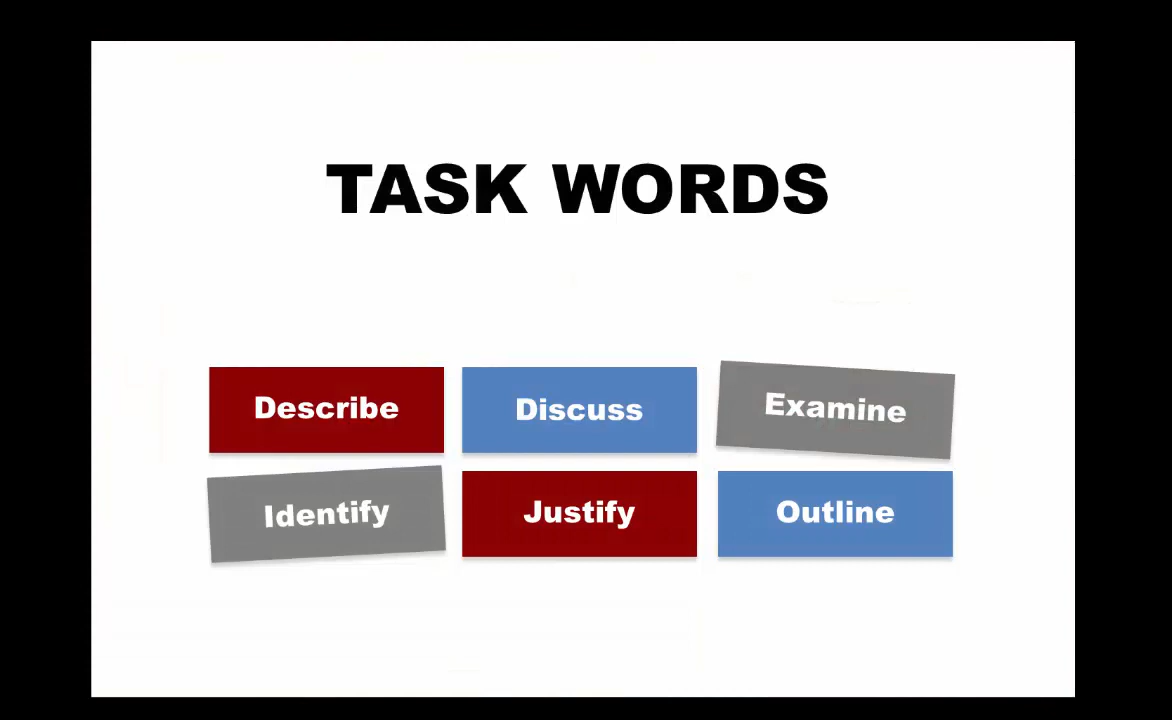 TASK WORDS
Describe
Discuss
Examine
Identify
Justify
Outline